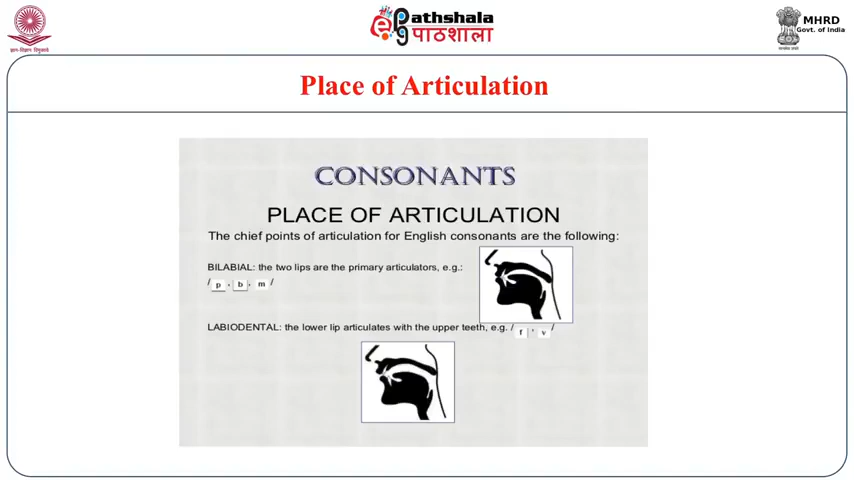 ePathshala
पाठशाला
MHRD
Govt. of India
Place of Articulation
CONSONANTS
PLACE OF ARTICULATION
The chief points of articulation for English consonants are the following:
BILABIAL: the two lips are the primary articulators, e.g.:
/ p , b , m /
LABIODENTAL: the lower lip articulates with the upper teeth, e.g. / f , v /